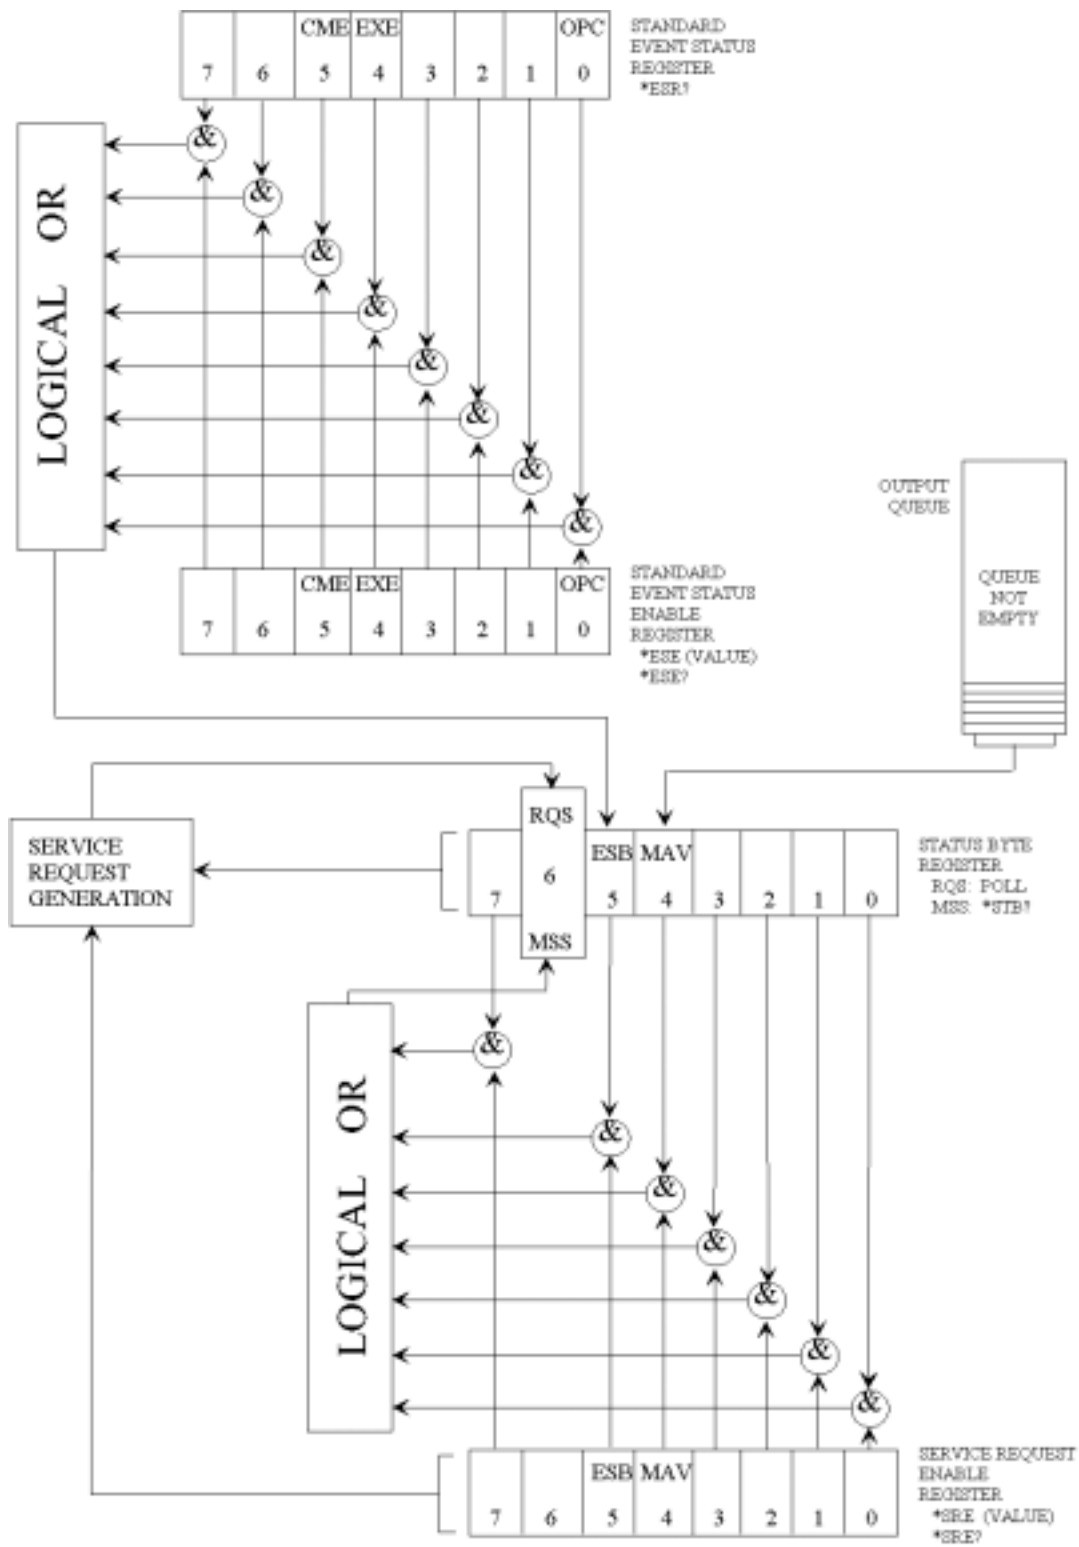 CME EXE OPC
7 6 5 4 3 2 1 0
STANDARD
EVENT STATUS
REGISTER
*ESR?
&
&
&
&
&
&
&
&
LOGICAL OR
CME EXE OPC
7 6 5 4 3 2 1 0
STANDARD
EVENT STATUS
ENABLE
REGISTER
*ESE (VALUE)
*ESE?
OUTPUT
QUEUE
QUEUE
NOT
EMPTY
SERVICE
REQUEST
GENERATION
RQS
6
MSS
ESB MAV
7 5 4 3 2 1 0
STATUS BYTE
REGISTER
RQS: POLL
MSS: *STB?
&
&
&
&
&
&
&
LOGICAL OR
ESB MAV
7 6 5 4 3 2 1 0
SERVICE REQUEST
ENABLE
REGISTER
*SRE (VALUE)
*SRE?